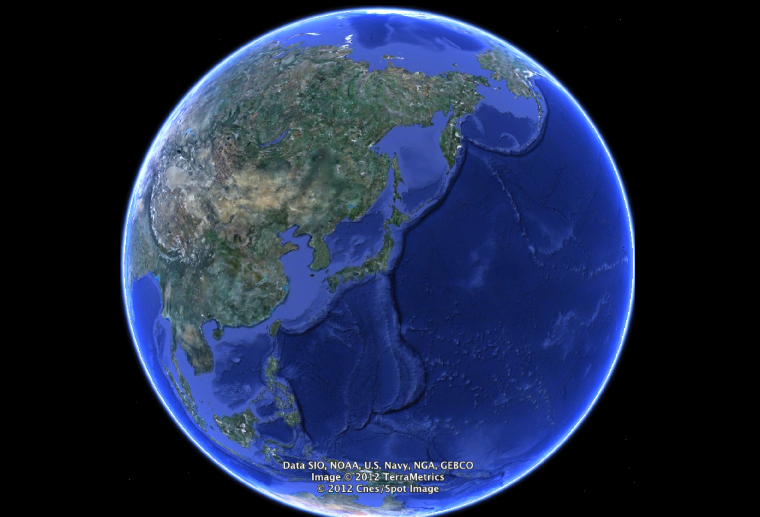 Data SIO, NOAA, U.S. Navy, NGA, GEBCO
Image © 2012 TerraMetrics
© 2012 Cnes/Spot Image